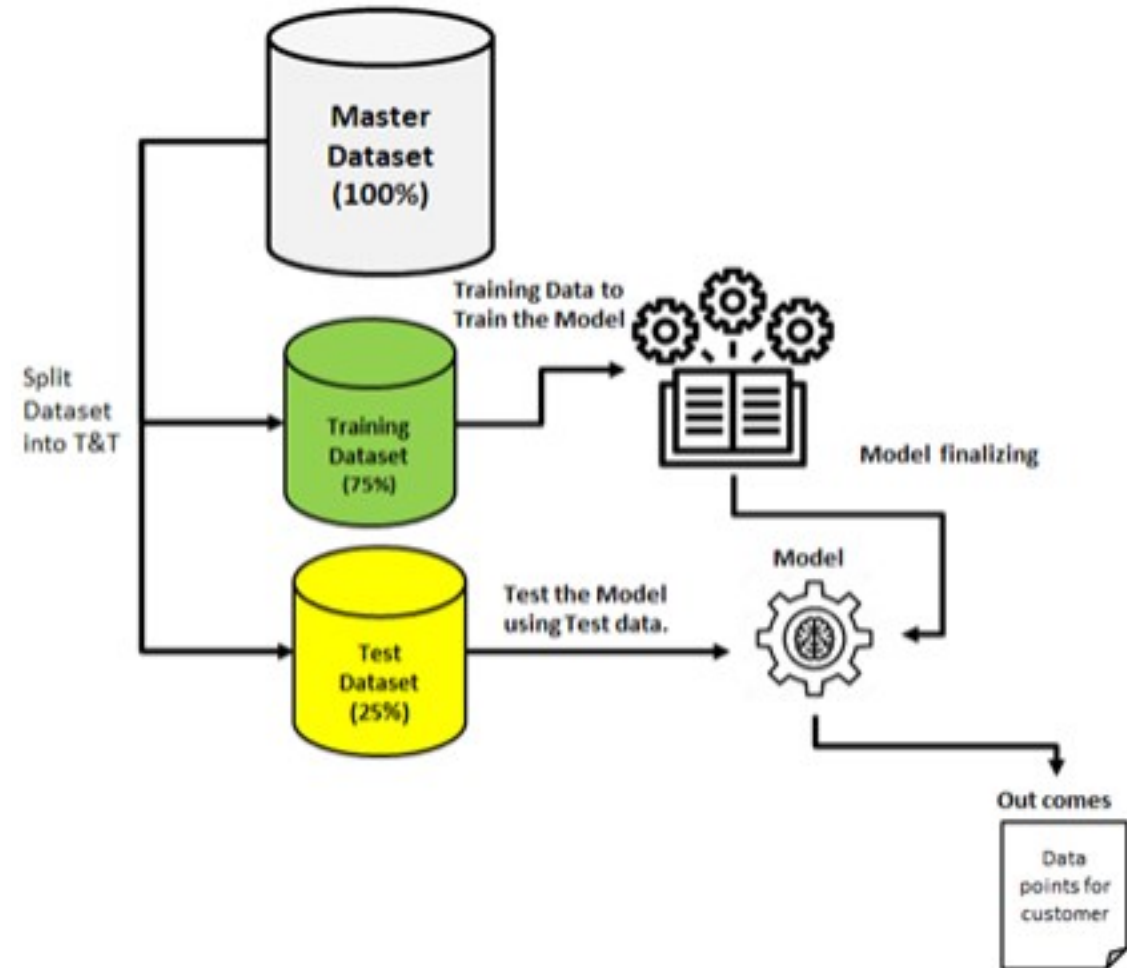 Master
Dataset
(100%)
Training Data to
Train the Model
Split
Dataset
into T&T
Training
Dataset
(75%)
Model finalizing
Model
Test the Model
using Test data.
Test
Dataset
(25%)
Out comes
Data
points for
customer